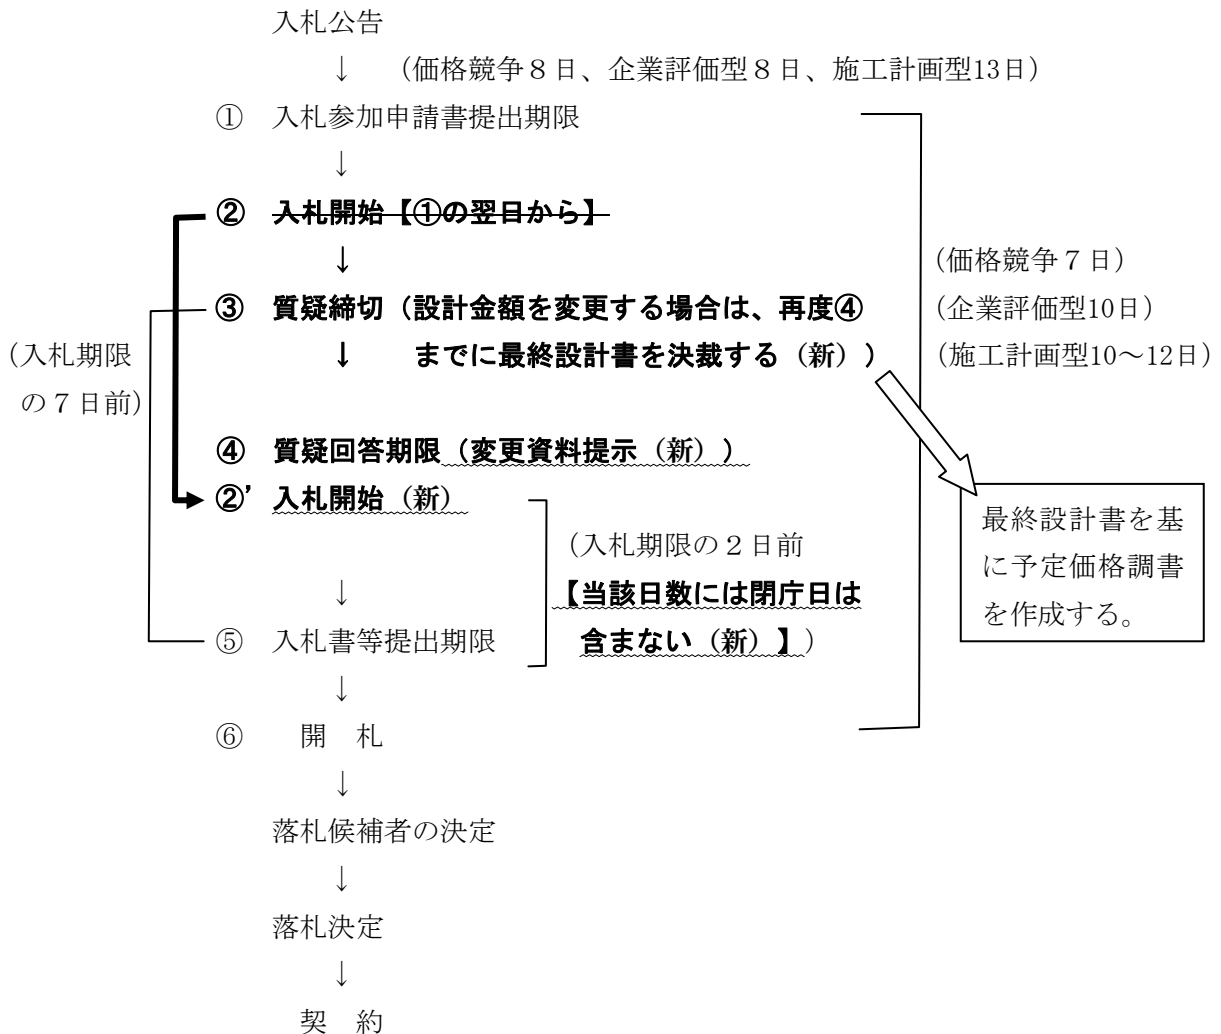 入札公告
↓ （価格競争８日、企業評価型８日、施工計画型13日）
① 入札参加申請書提出期限
↓
② 入札開始【①の翌日から】
↓
（価格競争７日）
③ 質疑締切（設計金額を変更する場合は、再度④
（企業評価型10日）
（入札期限
↓ までに最終設計書を決裁する（新））
（施工計画型10～12日）
の７日前）
④ 質疑回答期限（変更資料提示（新））
②’ 入札開始（新）
最終設計書を基
に予定価格調書
を作成する。
（入札期限の２日前
↓
【当該日数には閉庁日は
⑤ 入札書等提出期限
含まない（新）】）
↓
⑥ 開　札
↓
落札候補者の決定
↓
落札決定
↓
契　約